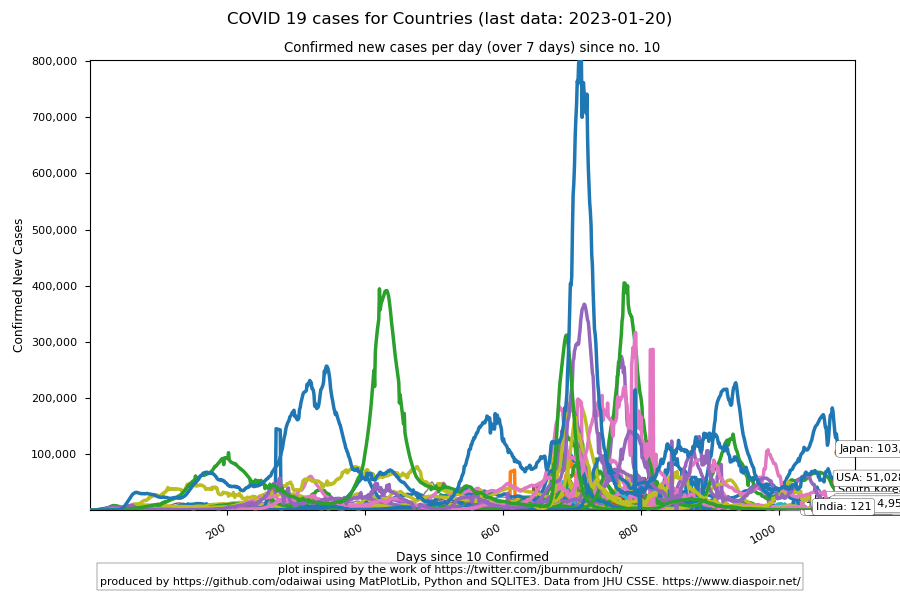 COVID 19 cases for Countries (last data: 2023-01-20)
Confirmed new cases per day (over 7 days) since no. 10
800,000
700,000
600,000
500,000
400,000
300,000
200,000
100,000
Confirmed New Cases
Japan: 103,
USA: 51,028
South Korea
4,95
India: 121
200
400
600
800
1000
Days since 10 Confirmed
plot inspired by the work of https://twitter.com/jburnmurdoch/
produced by https://github.com/odaiwai using MatPlotLib, Python and SQLITE3. Data from JHU CSSE. https://www.diaspoir.net/